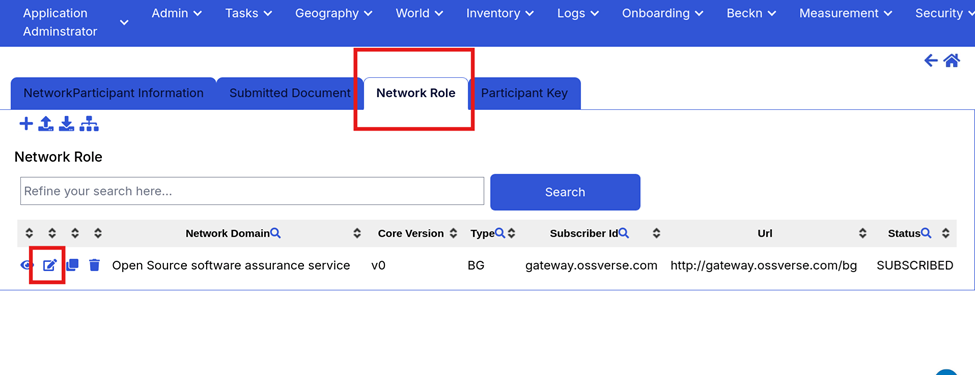 Application
Adminstrator
Admin Tasks Geography World Inventory Logs Onboarding Beckn Measurement Security
NetworkParticipant Information Submitted Document Network Role Participant Key
Network Role
Refine your search here... Search
Network Domain Core Version Type Subscriber Id Url Status
Open Source software assurance service v0 BG gateway.ossverse.com http://gateway.ossverse.com/bg SUBSCRIBED